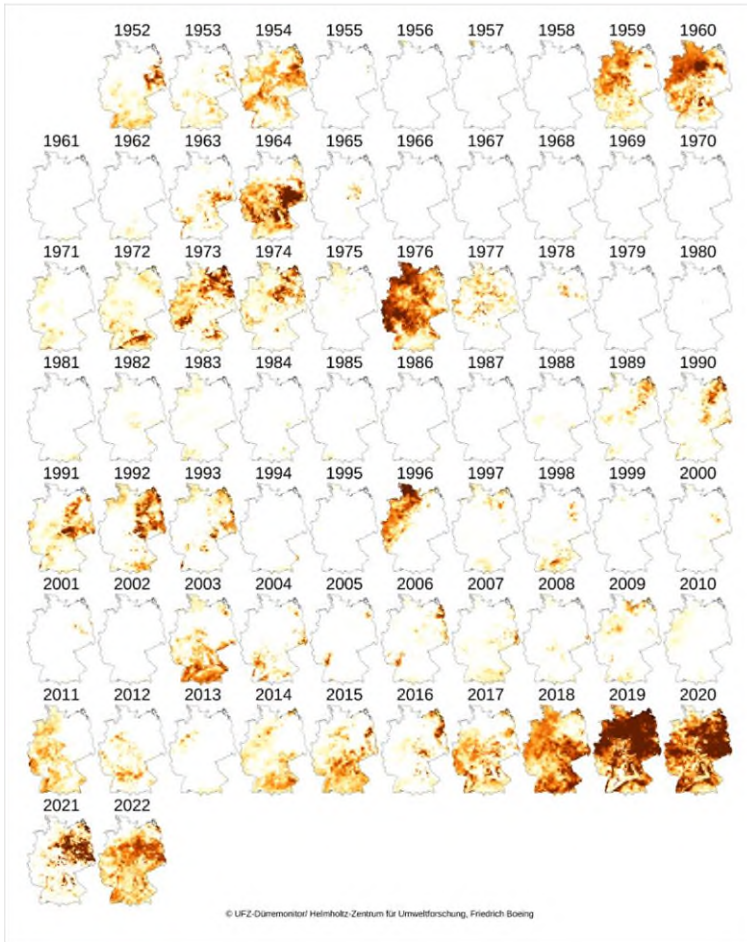 1952 1953 1954 1955 1956 1957 1958 1959 1960
1961 1962 1963 1964 1965 1966 1967 1968 1969 1970
1971 1972 1973 1974 1975 1976 1977 1978 1979 1980
1981 1982 1983 1984 1985 1986 1987 1988 1989 1990
1991 1992 1993 1994 1995 1996 1997 1998 1999 2000
2001 2002 2003 2004 2005 2006 2007 2008 2009 2010
2011 2012 2013 2014 2015 2016 2017 2018 2019 2020
2021 2022
© UFZ-Dürremonitor/ Helmholtz-Zentrum für Umweltforschung, Friedrich Boeing